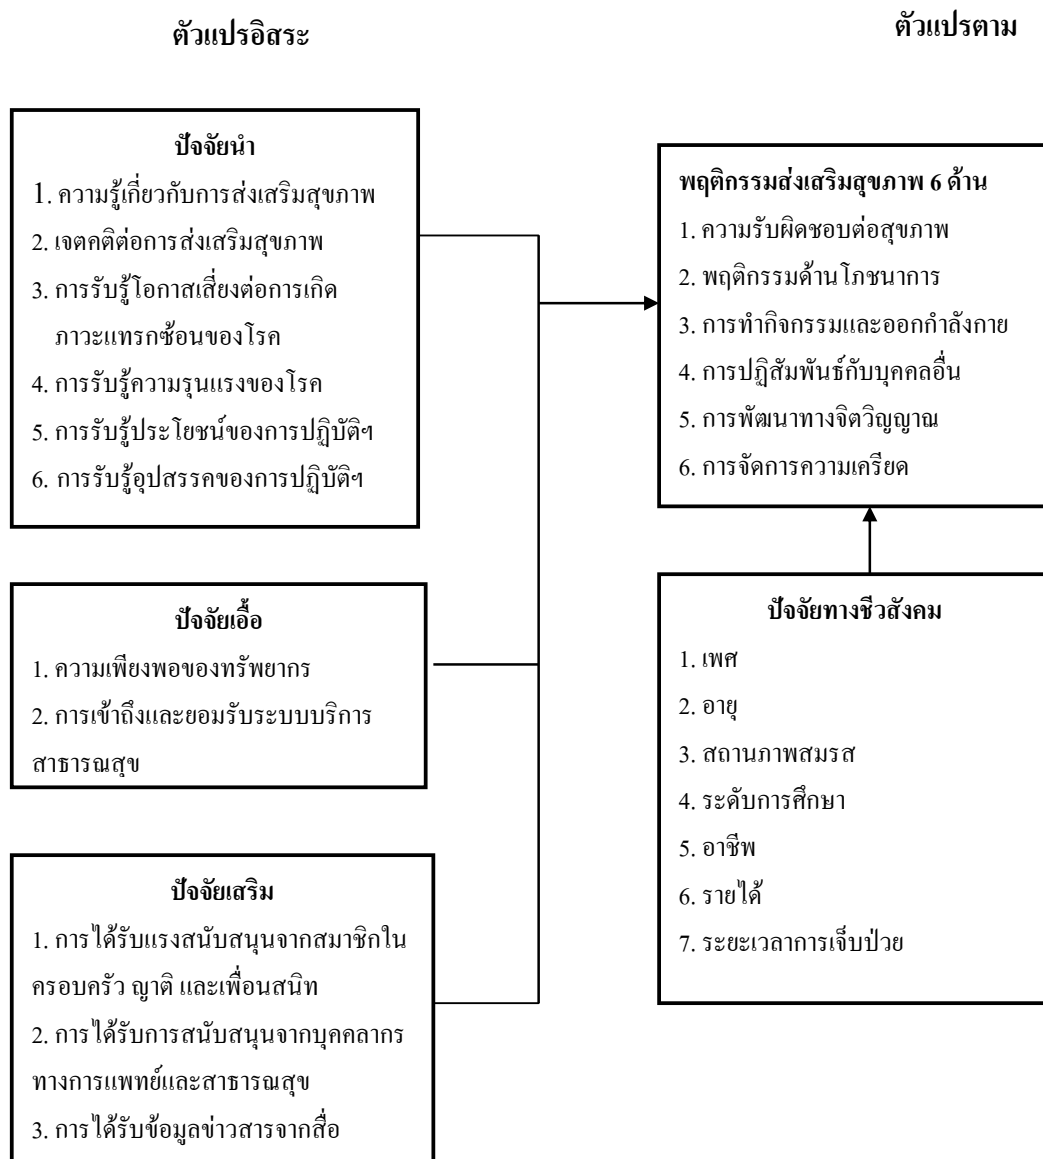 ตัวแปรอิสระ
ตัวแปรตาม
ปัจจัยนำ
1. ความรู้เกี่ยวกับการส่งเสริมสุขภาพ
2. เจตคติต่อการส่งเสริมสุขภาพ
3. การรับรู้โอกาสเสี่ยงต่อการเกิด
ภาวะแทรกซ้อนของโรค
4. การรับรู้ความรุนแรงของโรค
5. การรับรู้ประโยชน์ของการปฏิบัติฯ
6. การรับรู้อุปสรรคของการปฏิบัติฯ
ปัจจัยเอื้อ
1. ความเพียงพอของทรัพยากร
2. การเข้าถึงและยอมรับระบบบริการ
สาธารณสุข
ปัจจัยเสริม
1. การได้รับแรงสนับสนุนจากสมาชิกใน
ครอบครัว ญาติ และเพื่อนสนิท
2. การได้รับการสนับสนุนจากบุคคลากร
ทางการแพทย์และสาธารณสุข
3. การได้รับข้อมูลข่าวสารจากสื่อ
พฤติกรรมส่งเสริมสุขภาพ 6 ด้าน
1. ความรับผิดชอบต่อสุขภาพ
2. พฤติกรรมด้านโภชนาการ
3. การทำกิจกรรมและออกกำลังกาย
4. การปฏิสัมพันธ์กับบุคคลอื่น
5. การพัฒนาทางจิตวิญญาณ
6. การจัดการความเครียด
ปัจจัยทางชีวสังคม
1. เพศ
2. อายุ
3. สถานภาพสมรส
4. ระดับการศึกษา
5. อาชีพ
6. รายได้
7. ระยะเวลาการเจ็บป่วย